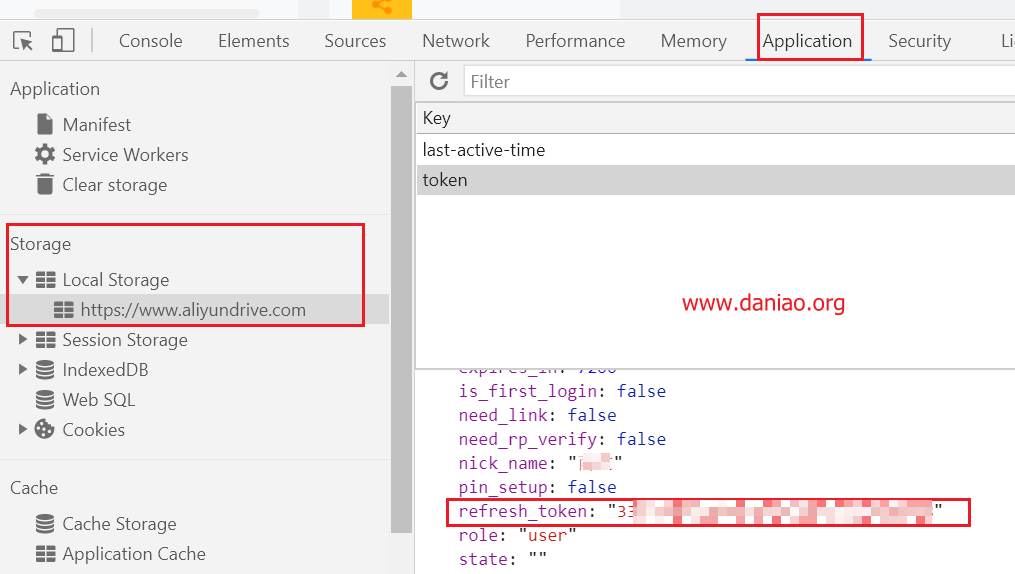 Console Elements Sources Network Performance Memory Application Security Li
Application
Manifest
Service Workers
Clear storage
Storage
Local Storage
https://www.aliyundrive.com
Session Storage
IndexedDB
Web SQL
Cookies
Cache
Cache Storage
Application Cache
Filter
Key
last-active-time
token
www.daniao.org
expires_in: 7200
is_first_login: false
need_link: false
need_rp_verify: false
nick_name: "
"
pin_setup: false
refresh_token: "33
"
role: "user"
state: ""